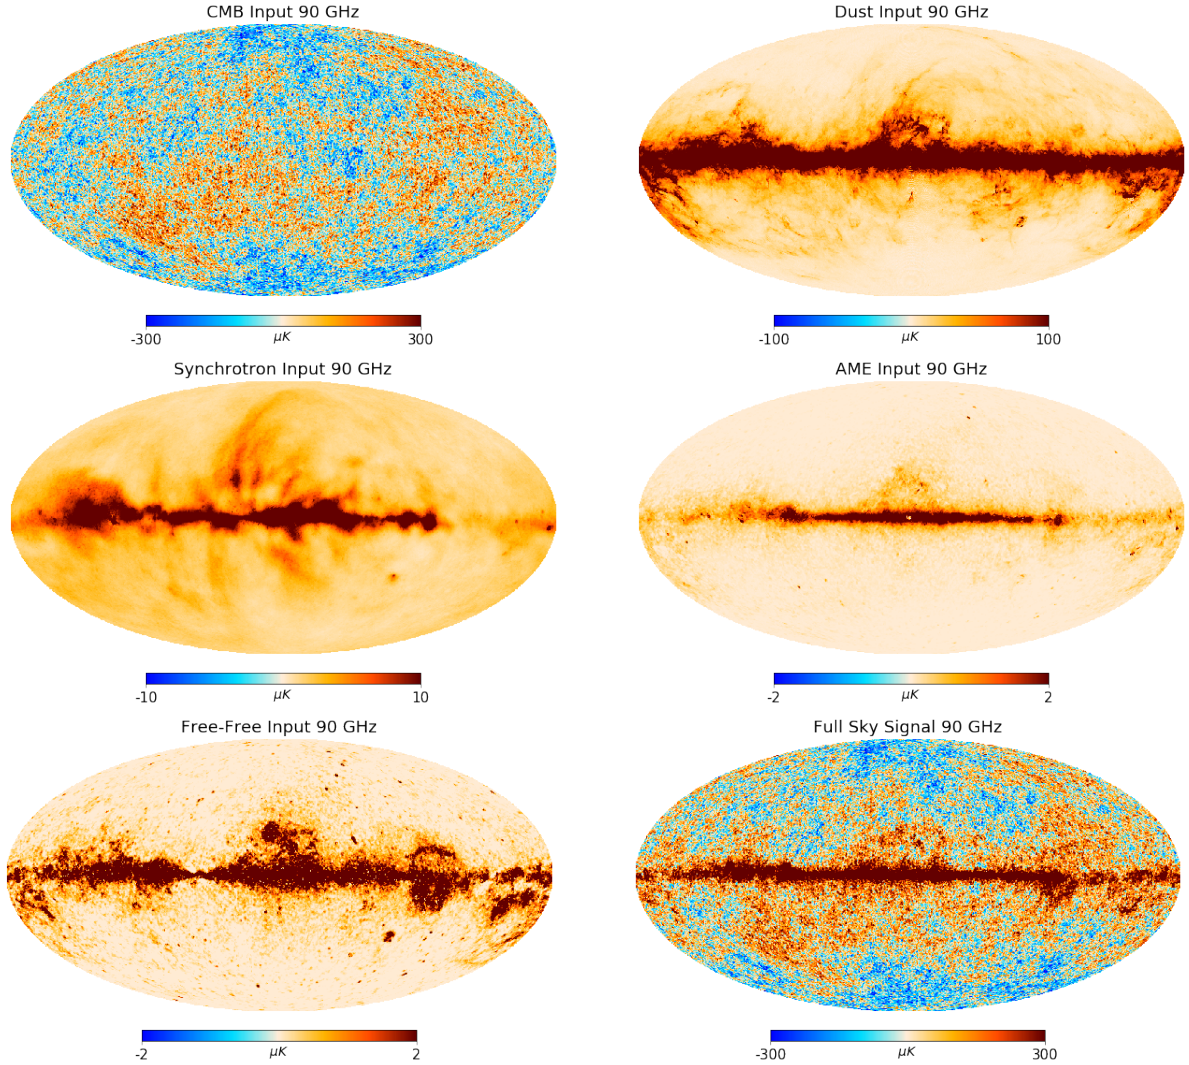 CMB Input 90 GHz
Dust Input 90 GHz
-300 μK 300
-100 μK 100
Synchrotron Input 90 GHz
AME Input 90 GHz
-10 μK 10
-2 μK 2
Free-Free Input 90 GHz
Full Sky Signal 90 GHz
-2 μK 2
-300 μK 300